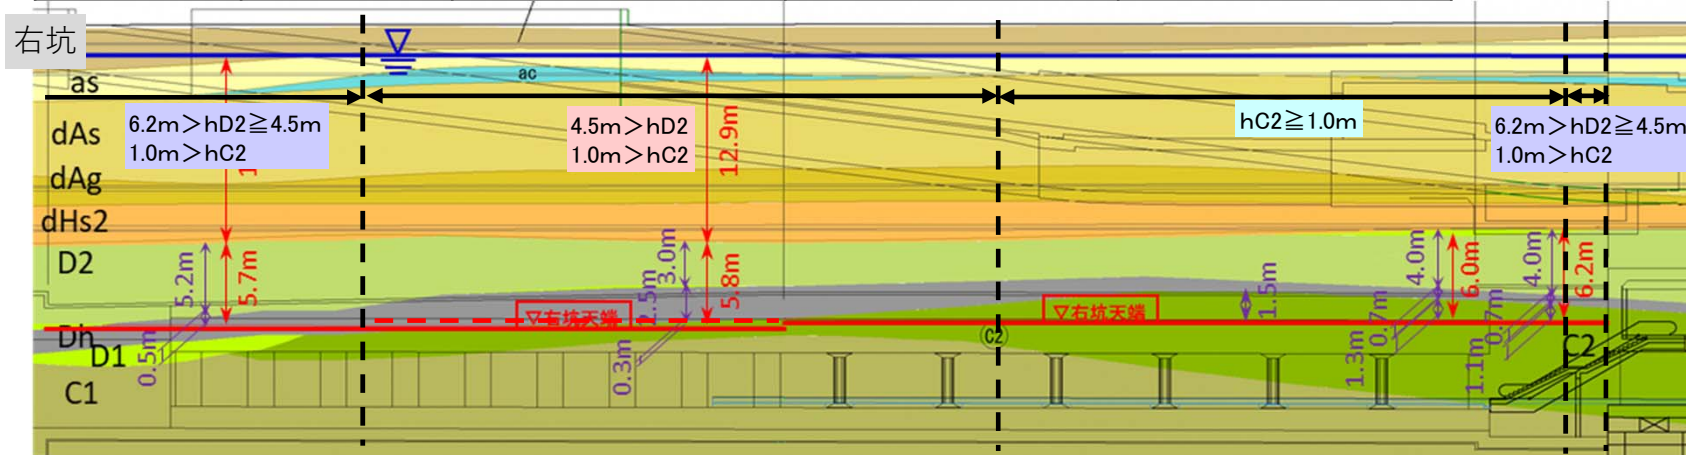 右坑
as
ac
dAs
dAg
dHs2
D2
Dh
D1
C1
6.2m＞hD2≧4.5m
1.0m＞hC2
4.5m＞hD2
1.0m＞hC2
hC2≧1.0m
6.2m＞hD2≧4.5m
1.0m＞hC2
12.9m
5.2m
5.7m
0.5m
3.0m
2.5m
5.8m
0.3m
▽右坑天端
▽右坑天端
C2
1.5m
4.0m
6.0m
0.7m
1.3m
4.0m
6.2m
0.7m
1.1m
C2